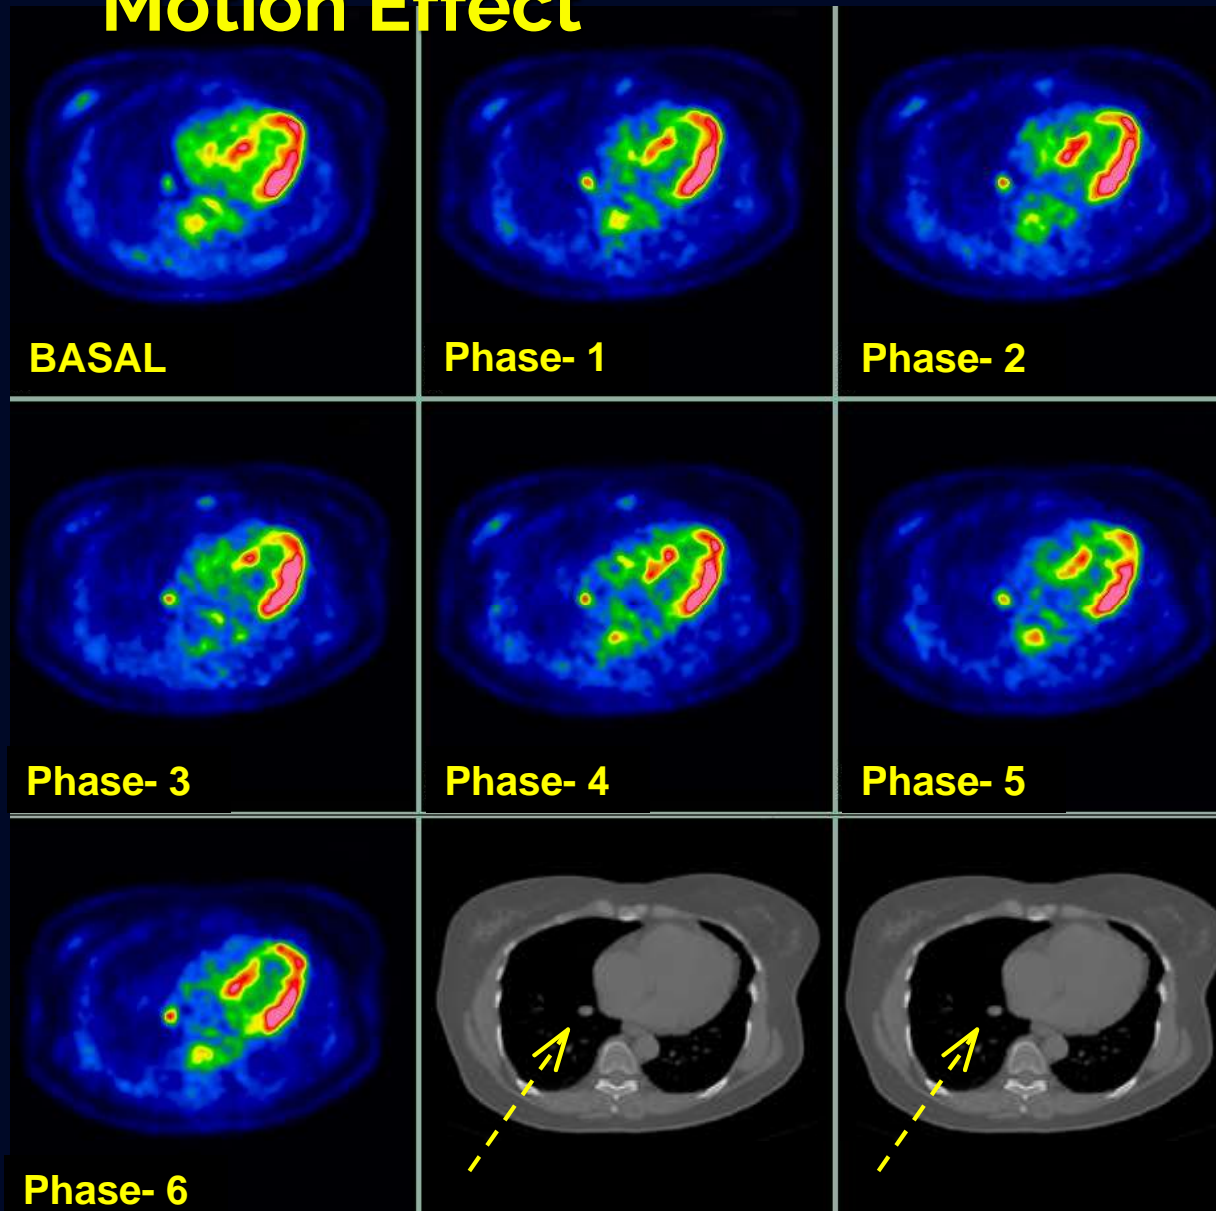 Motion Effect
BASAL
Phase- 1
Phase- 2
Phase- 3
Phase- 4
Phase- 5
Phase- 6